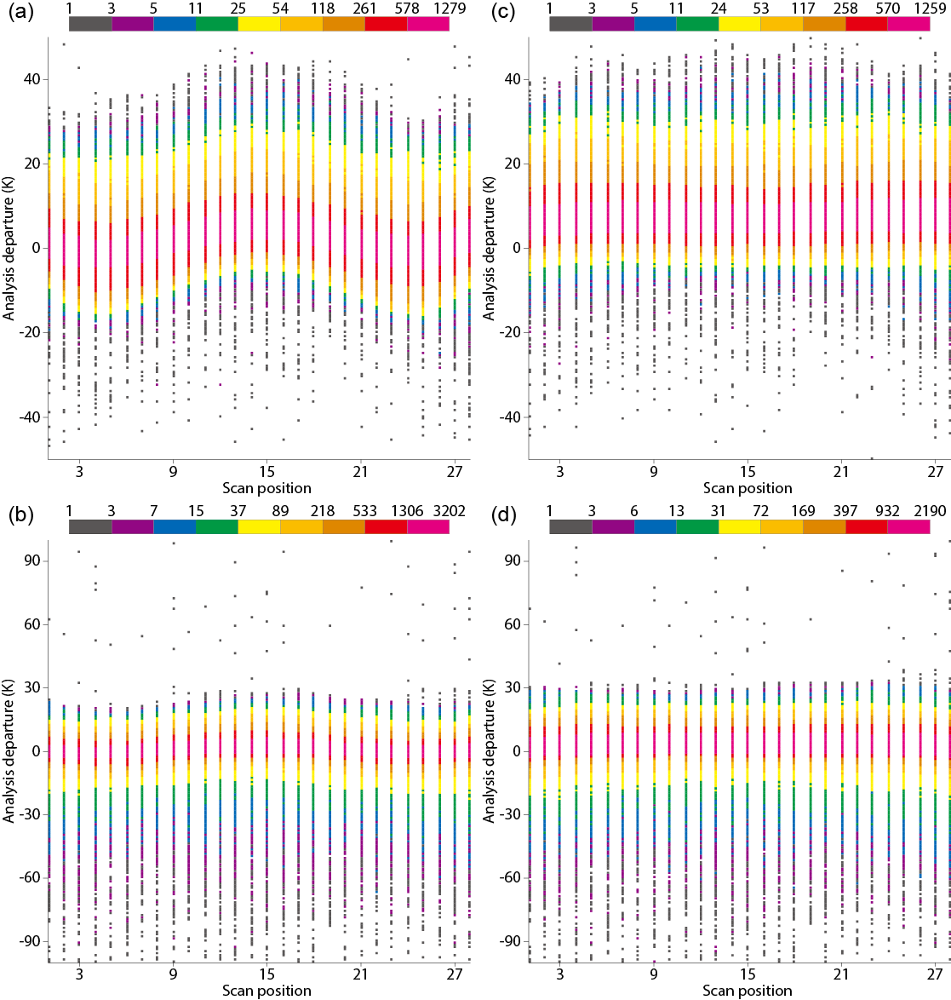 (a) 1 3 5 11 25 54 118 261 578 1279
40
20
0
-20
-40
Analysis departure (K)
3 9 15 21 27
Scan position
(c) 1 3 5 11 24 53 117 258 570 1259
40
20
0
-20
-40
Analysis departure (K)
3 9 15 21 27
Scan position
(b) 1 3 7 15 37 89 218 533 1306 3202
90
60
30
0
-30
-60
-90
Analysis departure (K)
3 9 15 21 27
Scan position
(d) 1 3 6 13 31 72 169 397 932 2190
90
60
30
0
-30
-60
-90
Analysis departure (K)
3 9 15 21 27
Scan position